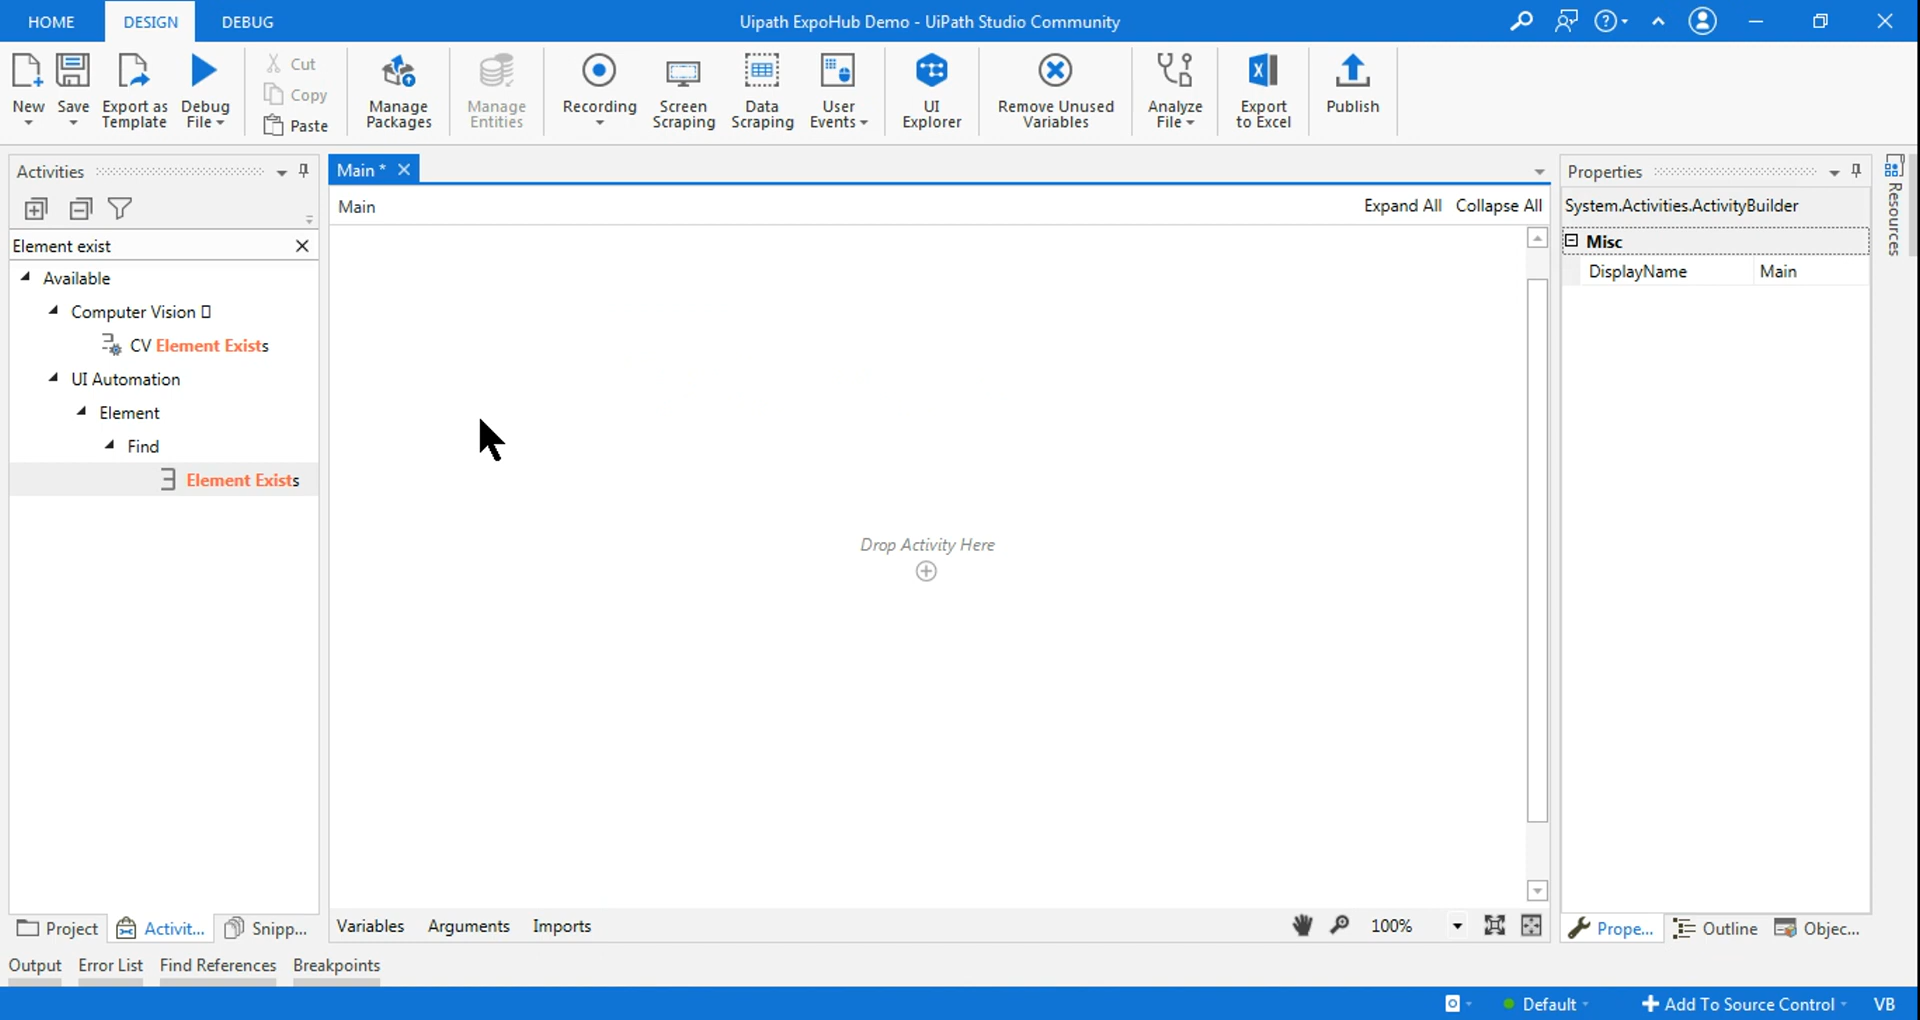 HOME DESIGN DEBUG Uipath ExpoHub Demo - UiPath Studio Community
New Save Export as Template Debug File Cut Copy Paste Manage Packages Manage Entities Recording Screen Scraping Data Scraping User Events UI Explorer Remove Unused Variables Analyze File Export to Excel Publish
Activities
Element exist
Available
Computer Vision
CV Element Exists
UI Automation
Element
Find
Element Exists
Project Activit... Snipp...
Main *
Main Expand All Collapse All
Drop Activity Here
Variables Arguments Imports 100%
Properties
System.Activities.ActivityBuilder
Misc
DisplayName Main
Prope... Outline Objec...
Resources
Output Error List Find References Breakpoints
Default Add To Source Control VB